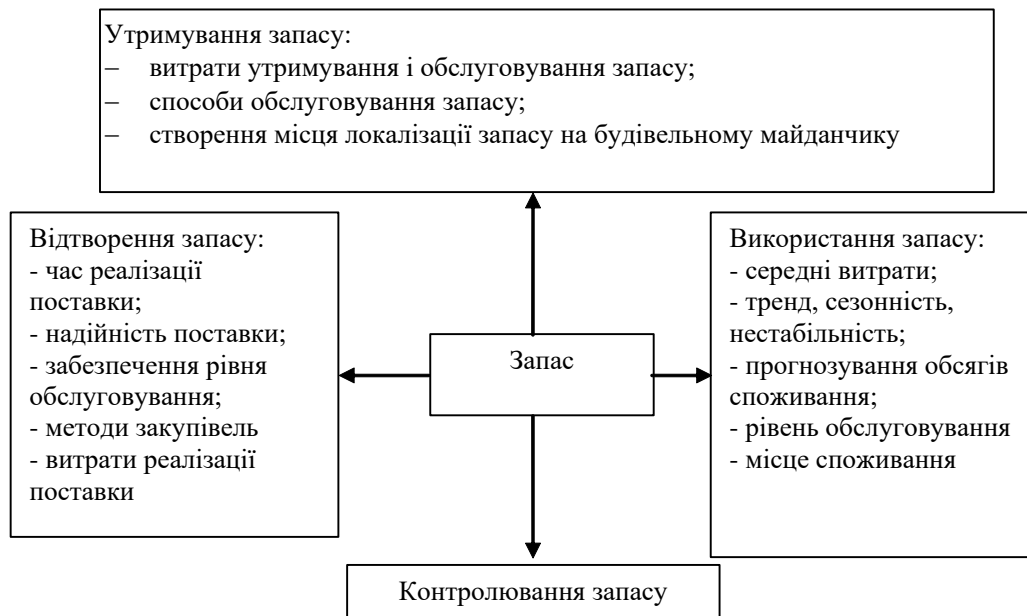 Утримування запасу:
– витрати утримування і обслуговування запасу;
– способи обслуговування запасу;
– створення місця локалізації запасу на будівельному майданчику
Відтворення запасу:
- час реалізації
поставки;
- надійність поставки;
- забезпечення рівня
обслуговування;
- методи закупівель
- витрати реалізації
поставки
Запас
Використання запасу:
- середні витрати;
- тренд, сезонність,
нестабільність;
- прогнозування обсягів
споживання;
- рівень обслуговування
- місце споживання
Контролювання запасу